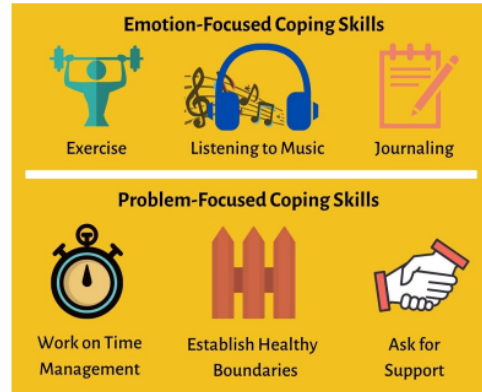 Emotion-Focused Coping Skills
Exercise
Listening to Music
Journaling
Problem-Focused Coping Skills
Work on Time
Management
Establish Healthy
Boundaries
Ask for
Support